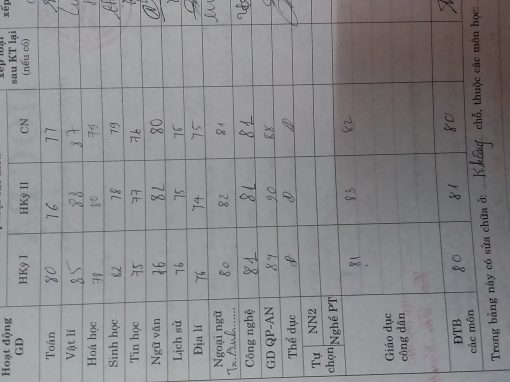 Hoạt động GD HKỳ I HKỳ II CN xếp loại sau KT lại (nếu có)
Toán 80 76 77
Vật lí 85 88 87
Hoá học 78 80 79
Sinh học 82 78 79
Tin học 75 77 76
Ngữ văn 76 82 80
Lịch sử 76 75 75
Địa lí 76 74 75
Ngoại ngữ T. Anh 80 82 81
Công nghệ 81 81 81
GD QP-AN 84 90 88
Thể dục Đ Đ Đ
Tự chọn NN2
Nghề PT
Giáo dục công dân 81 83 82
ĐTB các môn 80 81 80
Trong bảng này có sửa chữa ở: Không chỗ, thuộc các môn học: